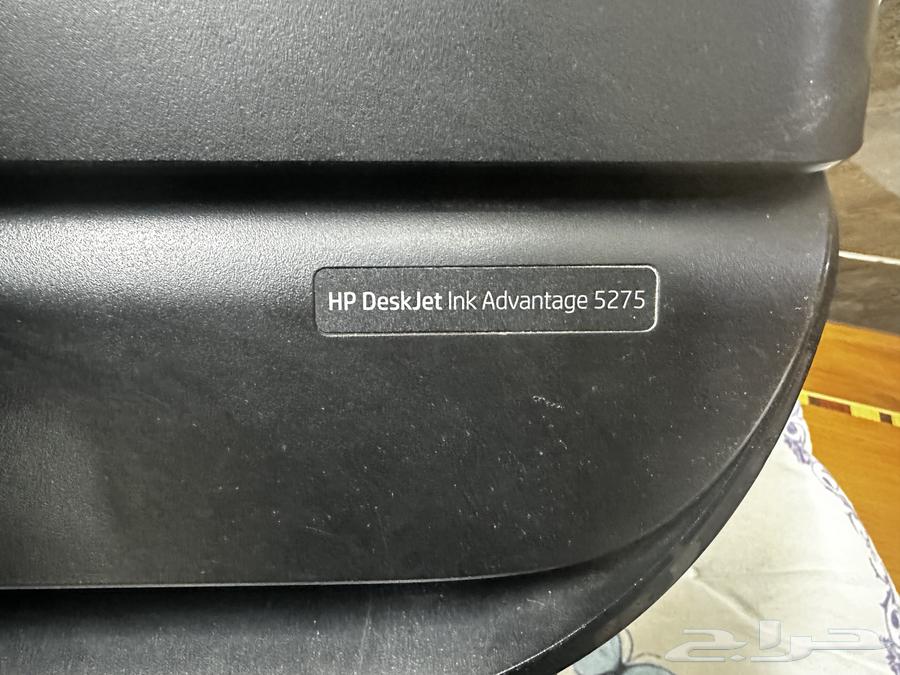 HP DeskJet Ink Advantage 5275
حراج